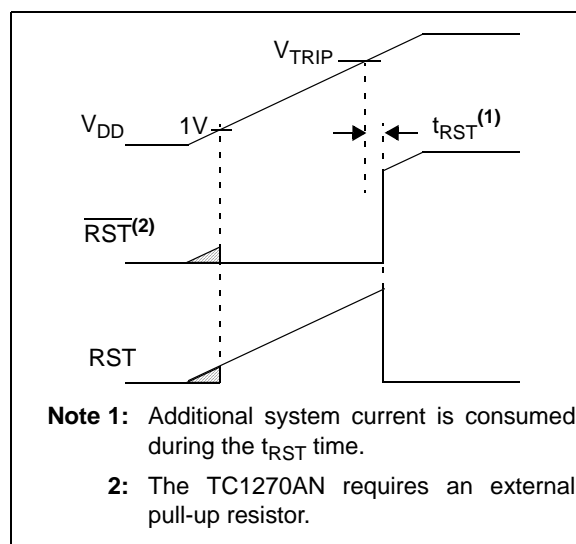 V_TRIP
V_DD
1V
t_RST(1)
R̅S̅T̅(2)
RST
Note 1: Additional system current is consumed
during the t_RST time.
2: The TC1270AN requires an external
pull-up resistor.